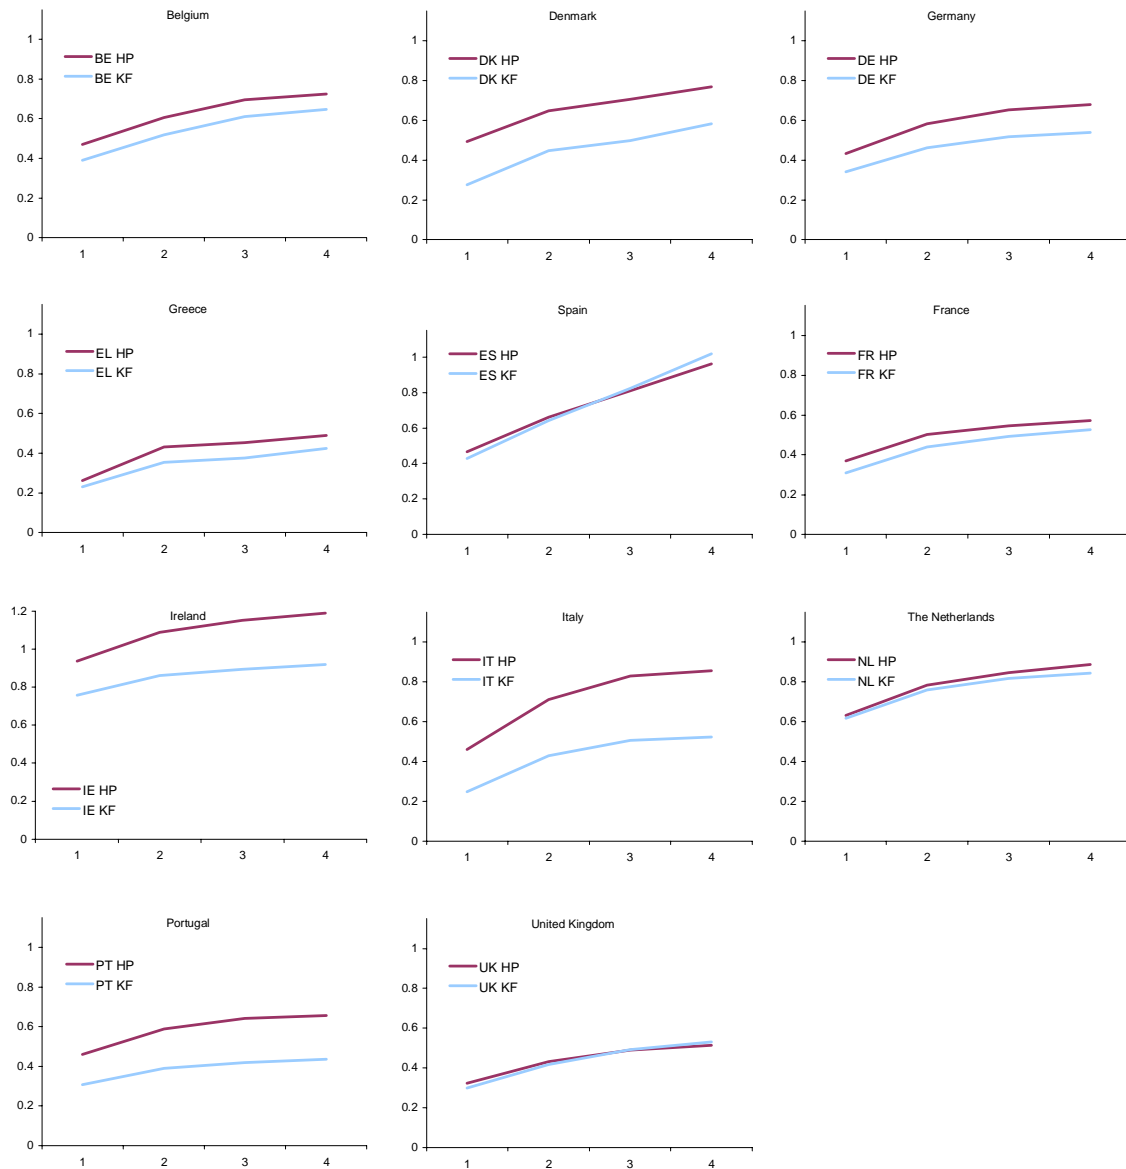 Belgium
1
0.8
0.6
0.4
0.2
0
BE HP
BE KF
1 2 3 4
Denmark
1
0.8
0.6
0.4
0.2
0
DK HP
DK KF
1 2 3 4
Germany
1
0.8
0.6
0.4
0.2
0
DE HP
DE KF
1 2 3 4
Greece
1
0.8
0.6
0.4
0.2
0
EL HP
EL KF
1 2 3 4
Spain
1
0.8
0.6
0.4
0.2
0
ES HP
ES KF
1 2 3 4
France
1
0.8
0.6
0.4
0.2
0
FR HP
FR KF
1 2 3 4
Ireland
1.2
1
0.8
0.6
0.4
0.2
0
IE HP
IE KF
1 2 3 4
Italy
1
0.8
0.6
0.4
0.2
0
IT HP
IT KF
1 2 3 4
The Netherlands
1
0.8
0.6
0.4
0.2
0
NL HP
NL KF
1 2 3 4
Portugal
1
0.8
0.6
0.4
0.2
0
PT HP
PT KF
1 2 3 4
United Kingdom
1
0.8
0.6
0.4
0.2
0
UK HP
UK KF
1 2 3 4